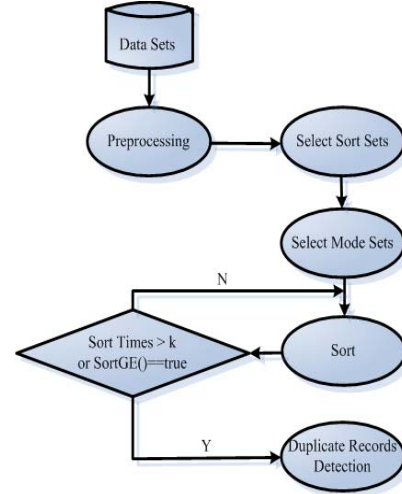 Data Sets
Preprocessing
Select Sort Sets
Select Mode Sets
N
Sort Times > k
or SortGE()==true
Sort
Y
Duplicate Records
Detection